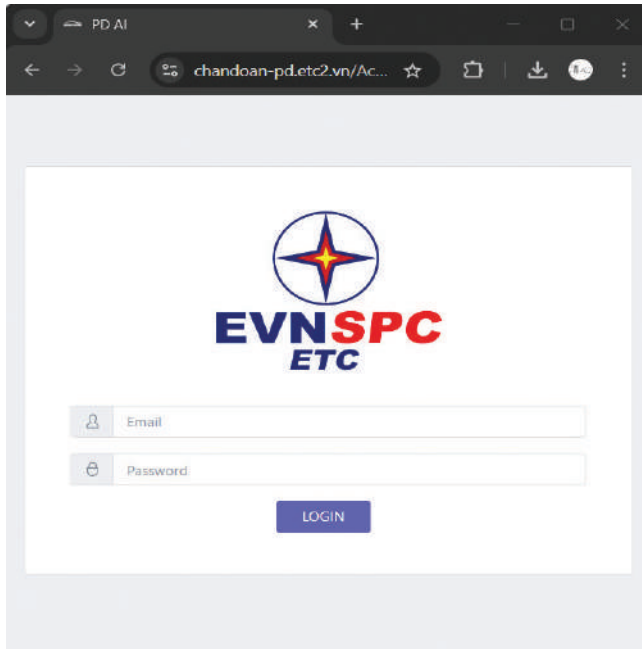 PD AI
chandoan-pd.etc2.vn/Ac...
EVNSPC
ETC
Email
Password
LOGIN